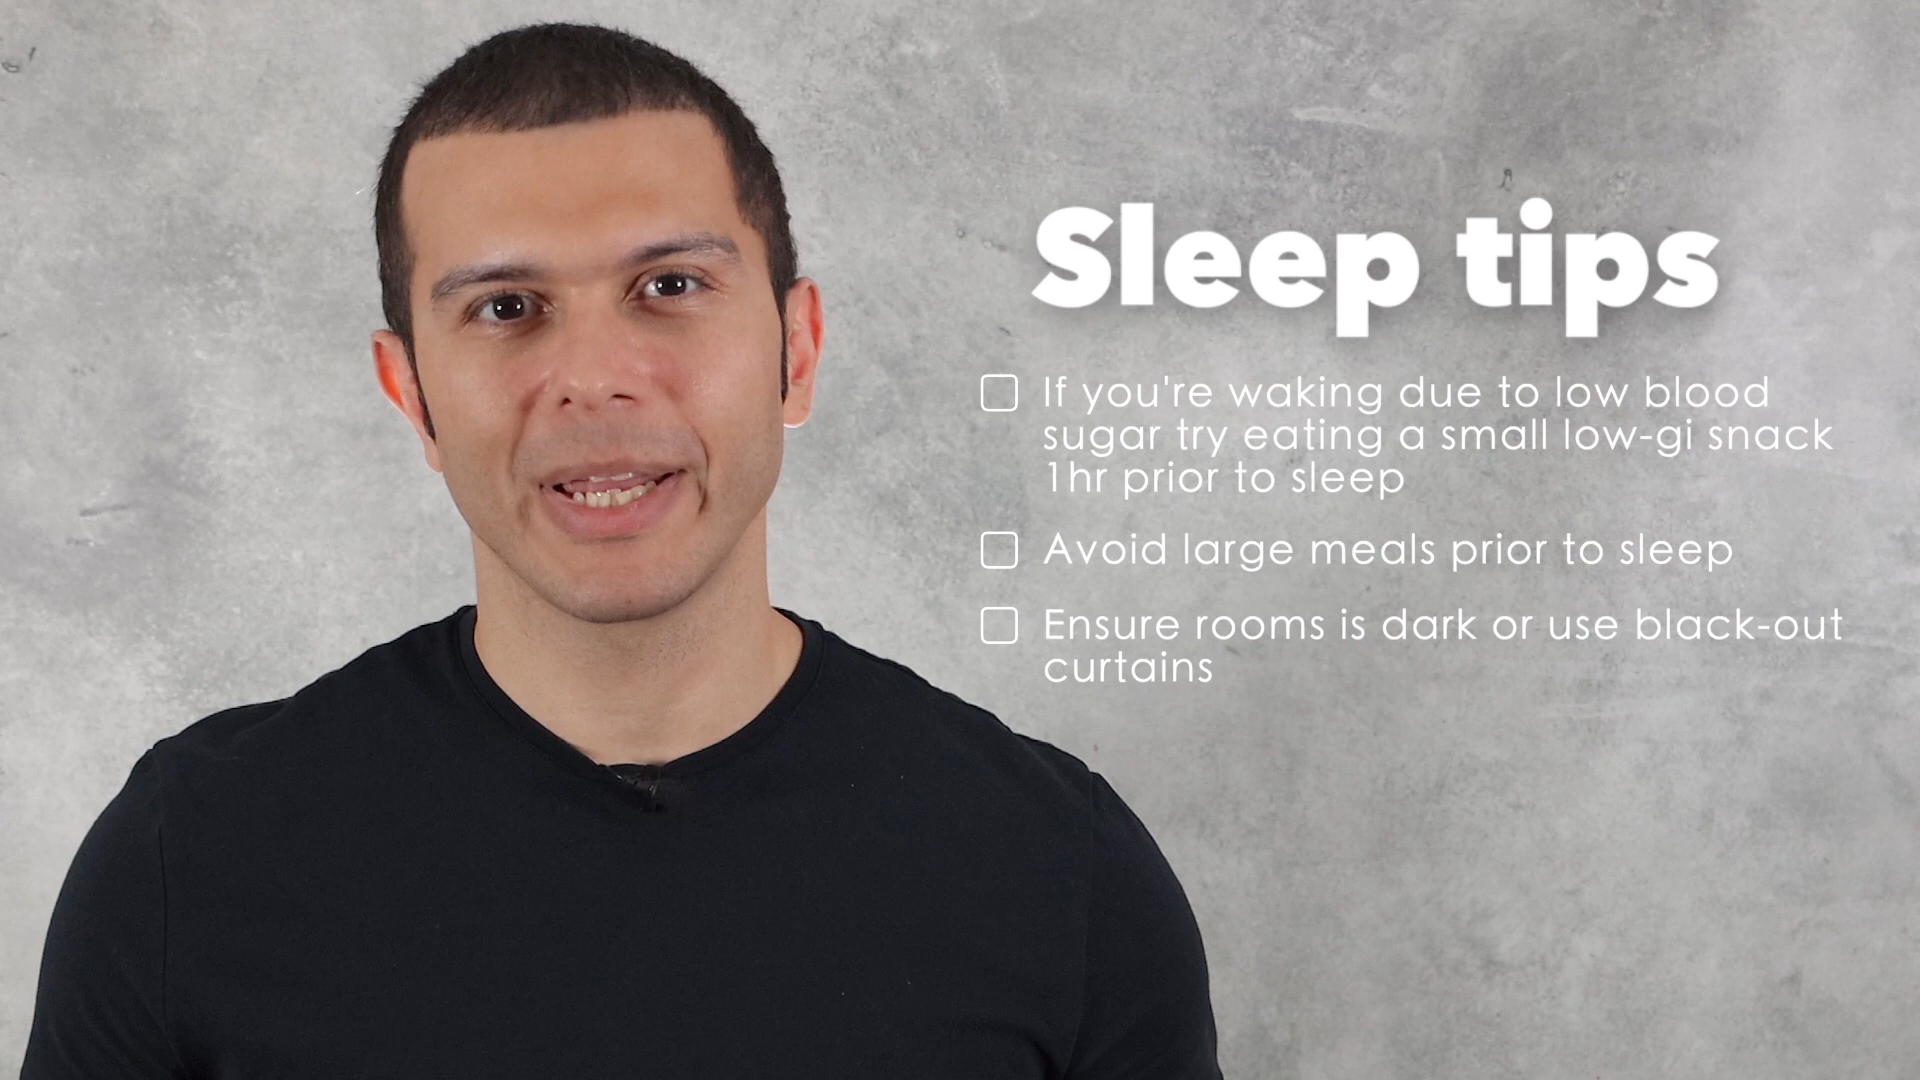 Sleep tips
If you're waking due to low blood
sugar try eating a small low-gi snack
1hr prior to sleep
Avoid large meals prior to sleep
Ensure rooms is dark or use black-out
curtains